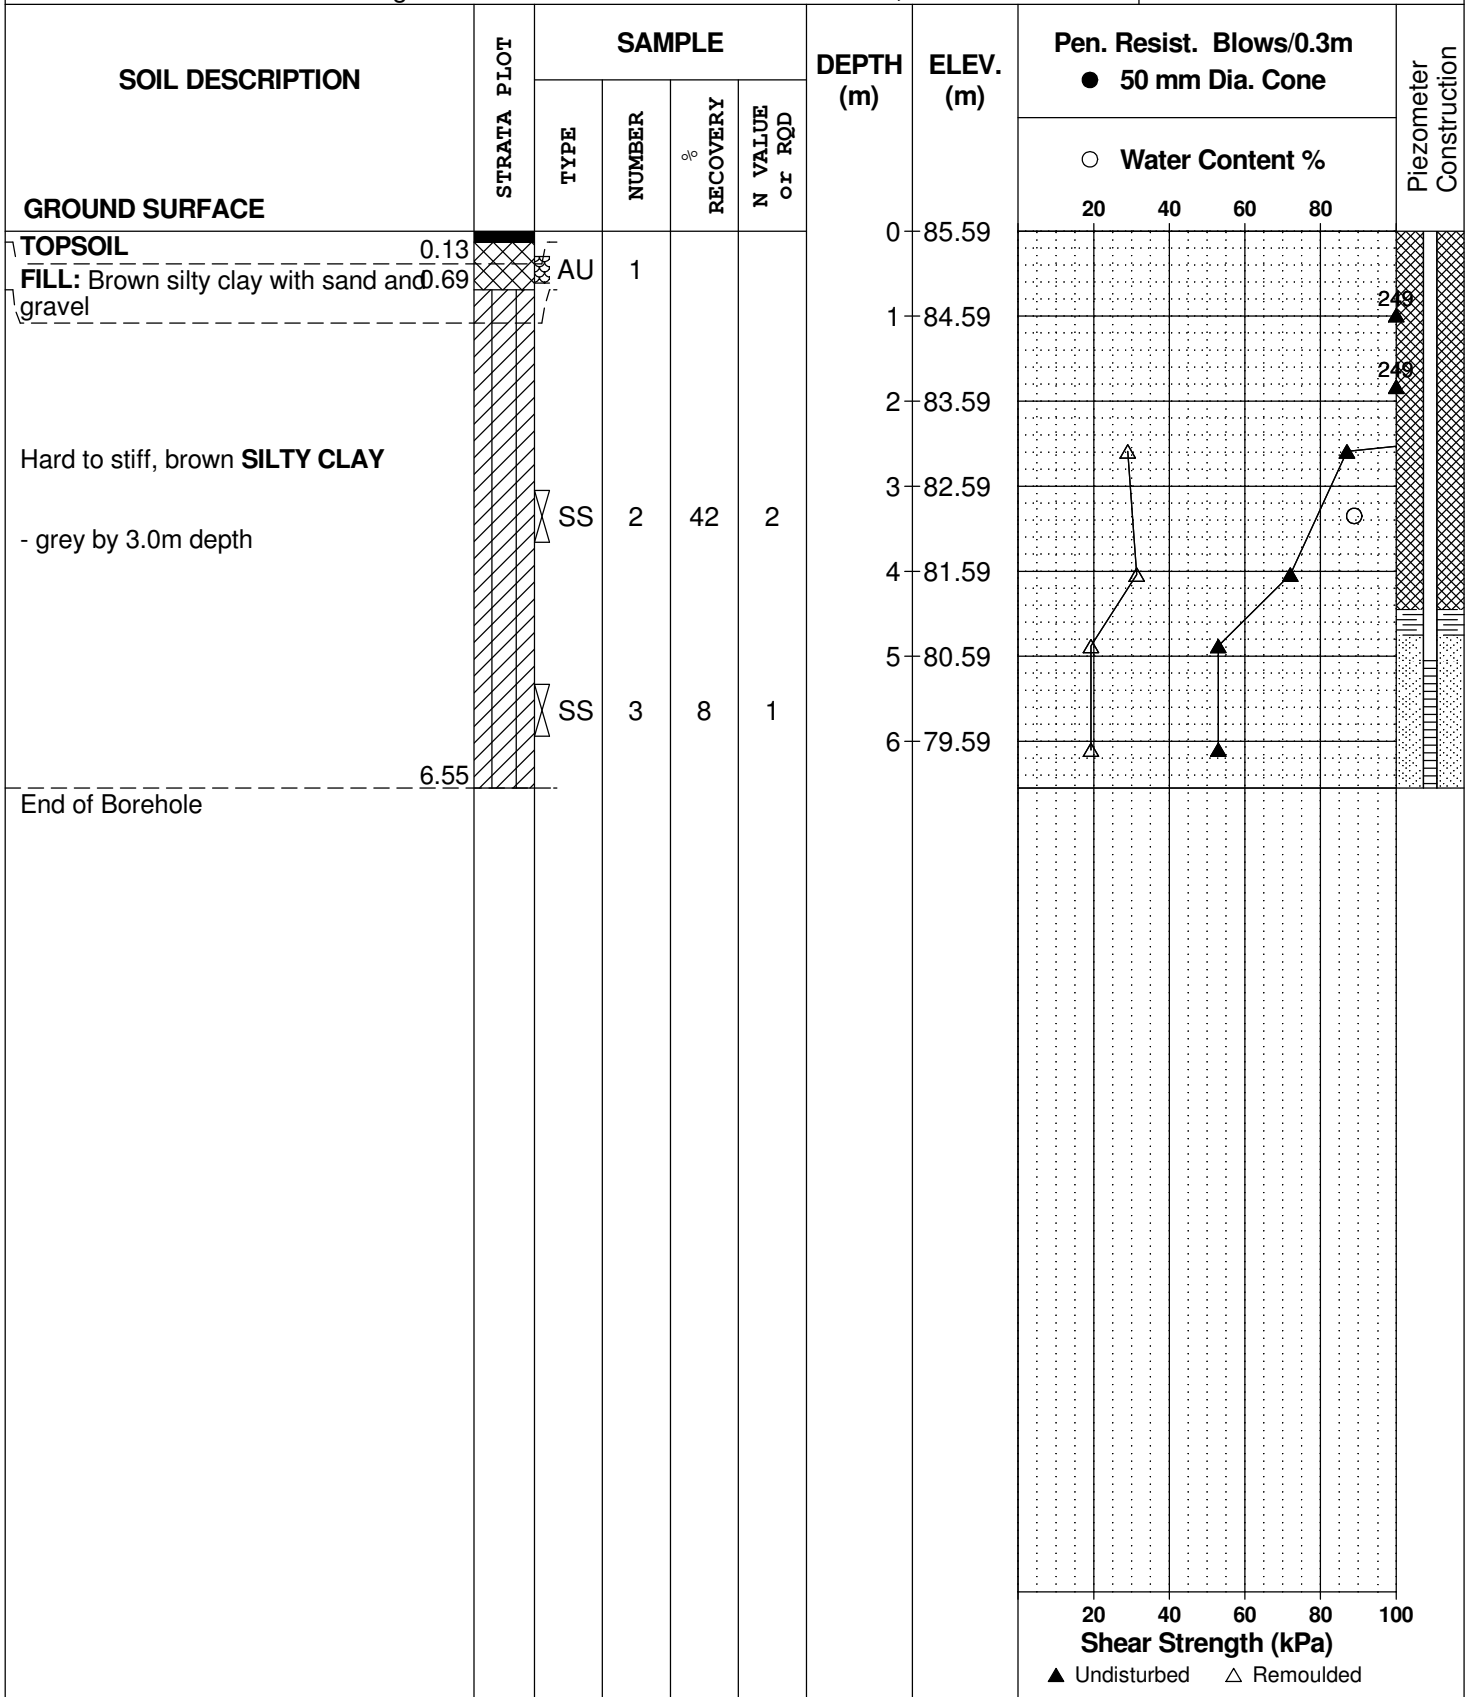 SOIL DESCRIPTION
GROUND SURFACE
STRATA PLOT
SAMPLE
TYPE
NUMBER
% RECOVERY
N VALUE
or RQD
DEPTH
(m)
ELEV.
(m)
Pen. Resist. Blows/0.3m
● 50 mm Dia. Cone
○ Water Content %
20 40 60 80
Piezometer
Construction
0 85.59
TOPSOIL 0.13
AU 1
FILL: Brown silty clay with sand and 0.69
gravel
249
1 84.59
249
2 83.59
Hard to stiff, brown SILTY CLAY
3 82.59
SS 2 42 2
- grey by 3.0m depth
4 81.59
5 80.59
SS 3 8 1
6 79.59
6.55
End of Borehole
20 40 60 80 100
Shear Strength (kPa)
▲ Undisturbed △ Remoulded